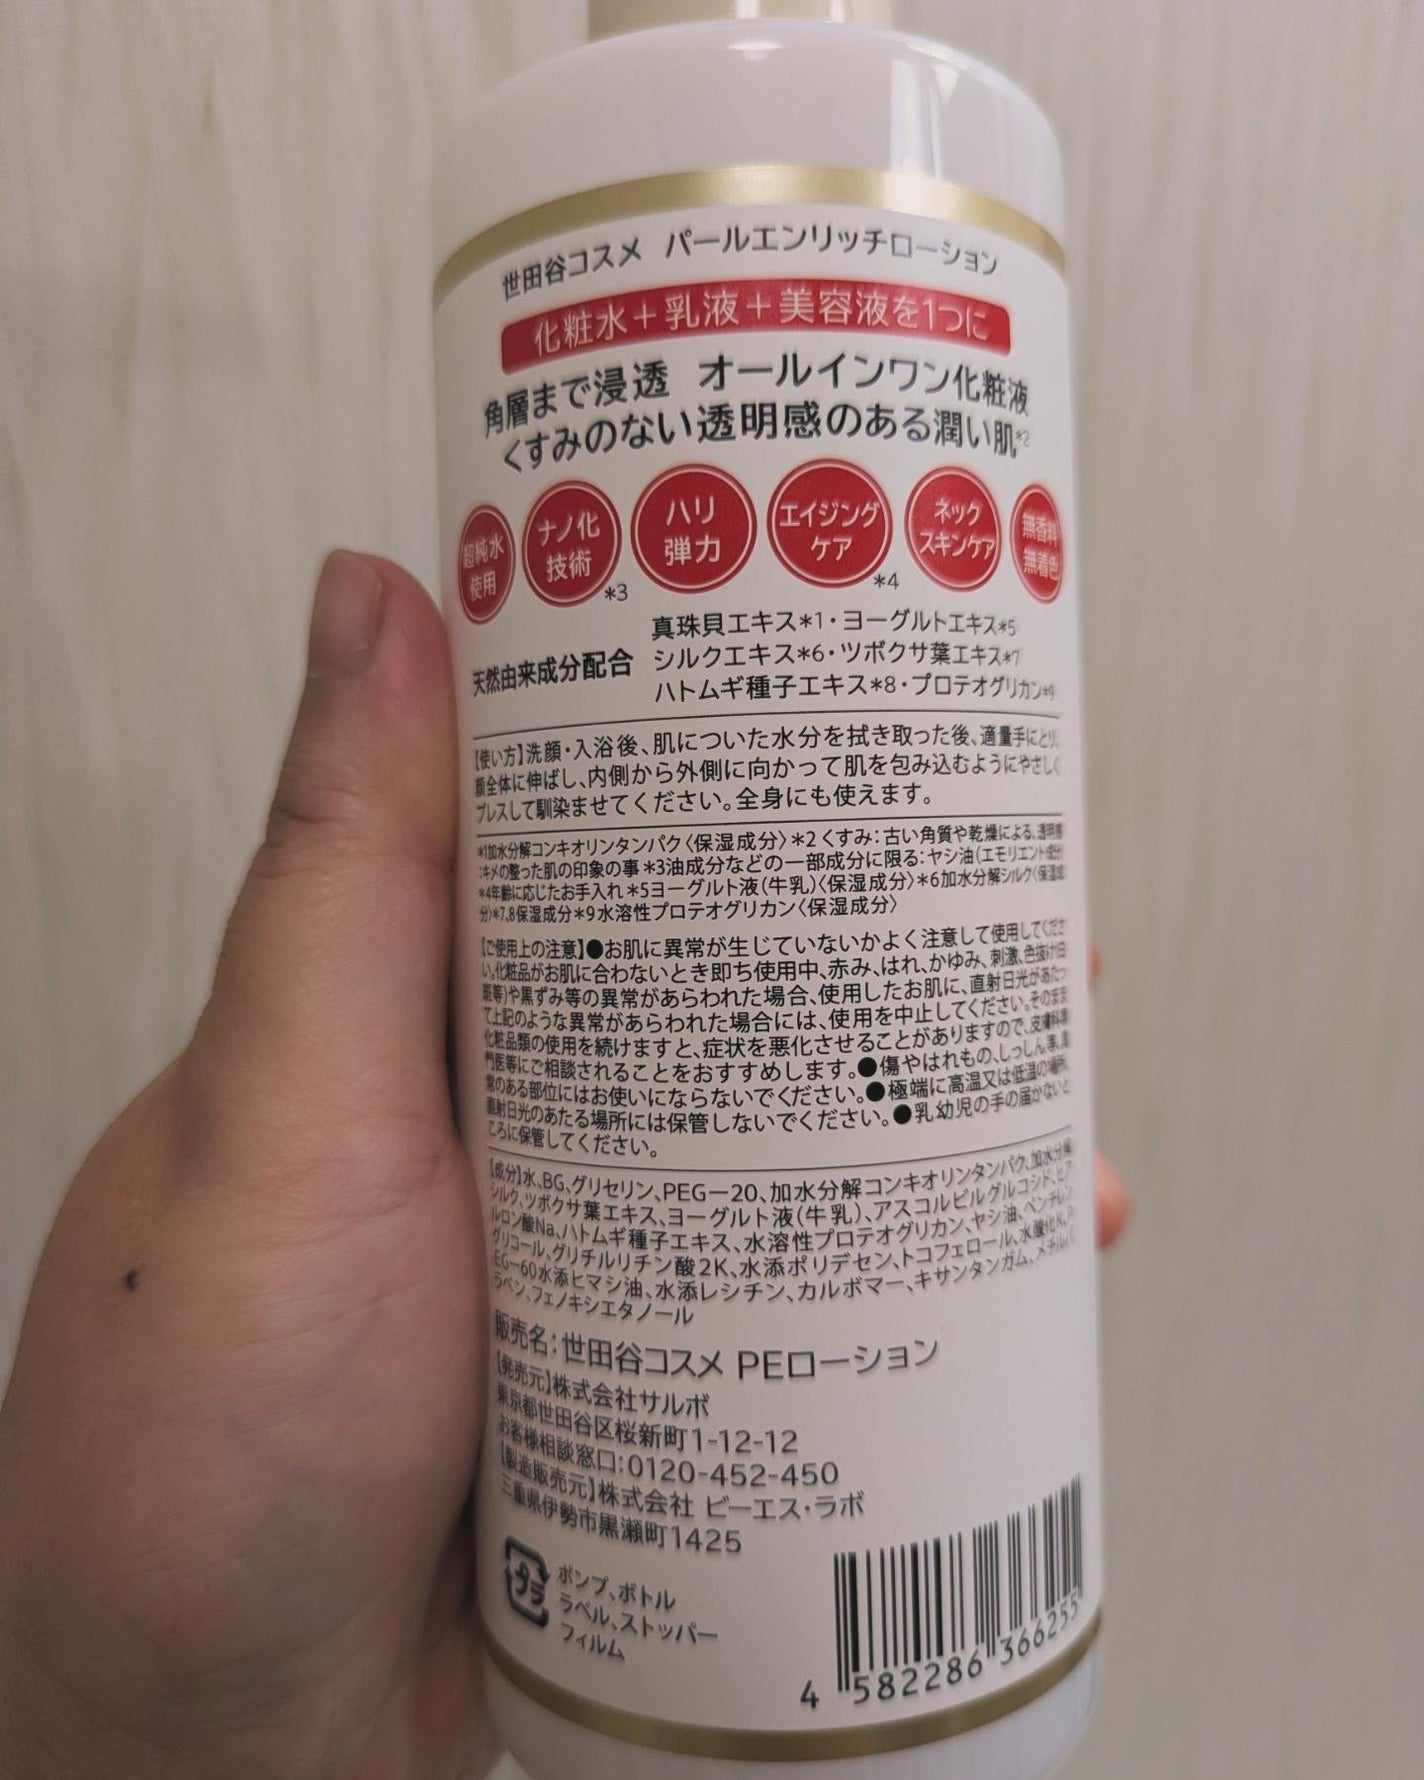 世田谷コスメ パールエンリッチローション
化粧水＋乳液＋美容液を1つに
角層まで浸透 オールインワン化粧液
くすみのない透明感のある潤い肌*2
超純水
使用
ナノ化
技術
*3
ハリ
弾力
エイジング
ケア
*4
ネック
スキンケア
無香料
無着色
天然由来成分配合
真珠貝エキス*1・ヨーグルトエキス*5
シルクエキス*6・ツボクサ葉エキス*7
ハトムギ種子エキス*8・プロテオグリカン*9
【使い方】洗顔・入浴後、肌についた水分を拭き取った後、適量手にとり、
顔全体に伸ばし、内側から外側に向かって肌を包み込むようにやさしく
プレスして馴染ませてください。全身にも使えます。
*1加水分解コンキオリンタンパク〈保湿成分〉*2 くすみ：古い角質や乾燥による、透明感
：キメの整った肌の印象の事 *3油成分などの一部成分に限る：ヤシ油（エモリエント成分）
*4年齢に応じたお手入れ *5ヨーグルト液（牛乳）〈保湿成分〉*6加水分解シルク〈保湿成
分〉*7,8保湿成分*9水溶性プロテオグリカン〈保湿成分〉
【ご使用上の注意】●お肌に異常が生じていないかよく注意して使用してくださ
い。化粧品がお肌に合わないとき即ち使用中、赤み、はれ、かゆみ、刺激、色抜け（白
斑等）や黒ずみ等の異常があらわれた場合、使用したお肌に、直射日光があたっ
て上記のような異常があらわれた場合には、使用を中止してください。そのまま
化粧品類の使用を続けますと、症状を悪化させることがありますので、皮膚科専
門医等にご相談されることをおすすめします。●傷やはれもの、しっしん等、異
常のある部位にはお使いにならないでください。●極端に高温又は低温の場所、
直射日光のあたる場所には保管しないでください。●乳幼児の手の届かないと
ころに保管してください。
【成分】水、BG、グリセリン、PEG－20、加水分解コンキオリンタンパク、加水分解
シルク、ツボクサ葉エキス、ヨーグルト液（牛乳）、アスコルビルグルコシド、ヒア
ルロン酸Na、ハトムギ種子エキス、水溶性プロテオグリカン、ヤシ油、ペンチレン
グリコール、グリチルリチン酸2K、水添ポリデセン、トコフェロール、水酸化K、P
EG－60水添ヒマシ油、水添レシチン、カルボマー、キサンタンガム、メチルパ
ラベン、フェノキシエタノール
販売名：世田谷コスメ PEローション
【発売元】株式会社サルボ
東京都世田谷区桜新町1-12-12
お客様相談窓口：0120-452-450
【製造販売元】株式会社 ビーエス・ラボ
三重県伊勢市黒瀬町1425
プラ
ポンプ、ボトル
ラベル、ストッパー
フィルム
4 582286 366255